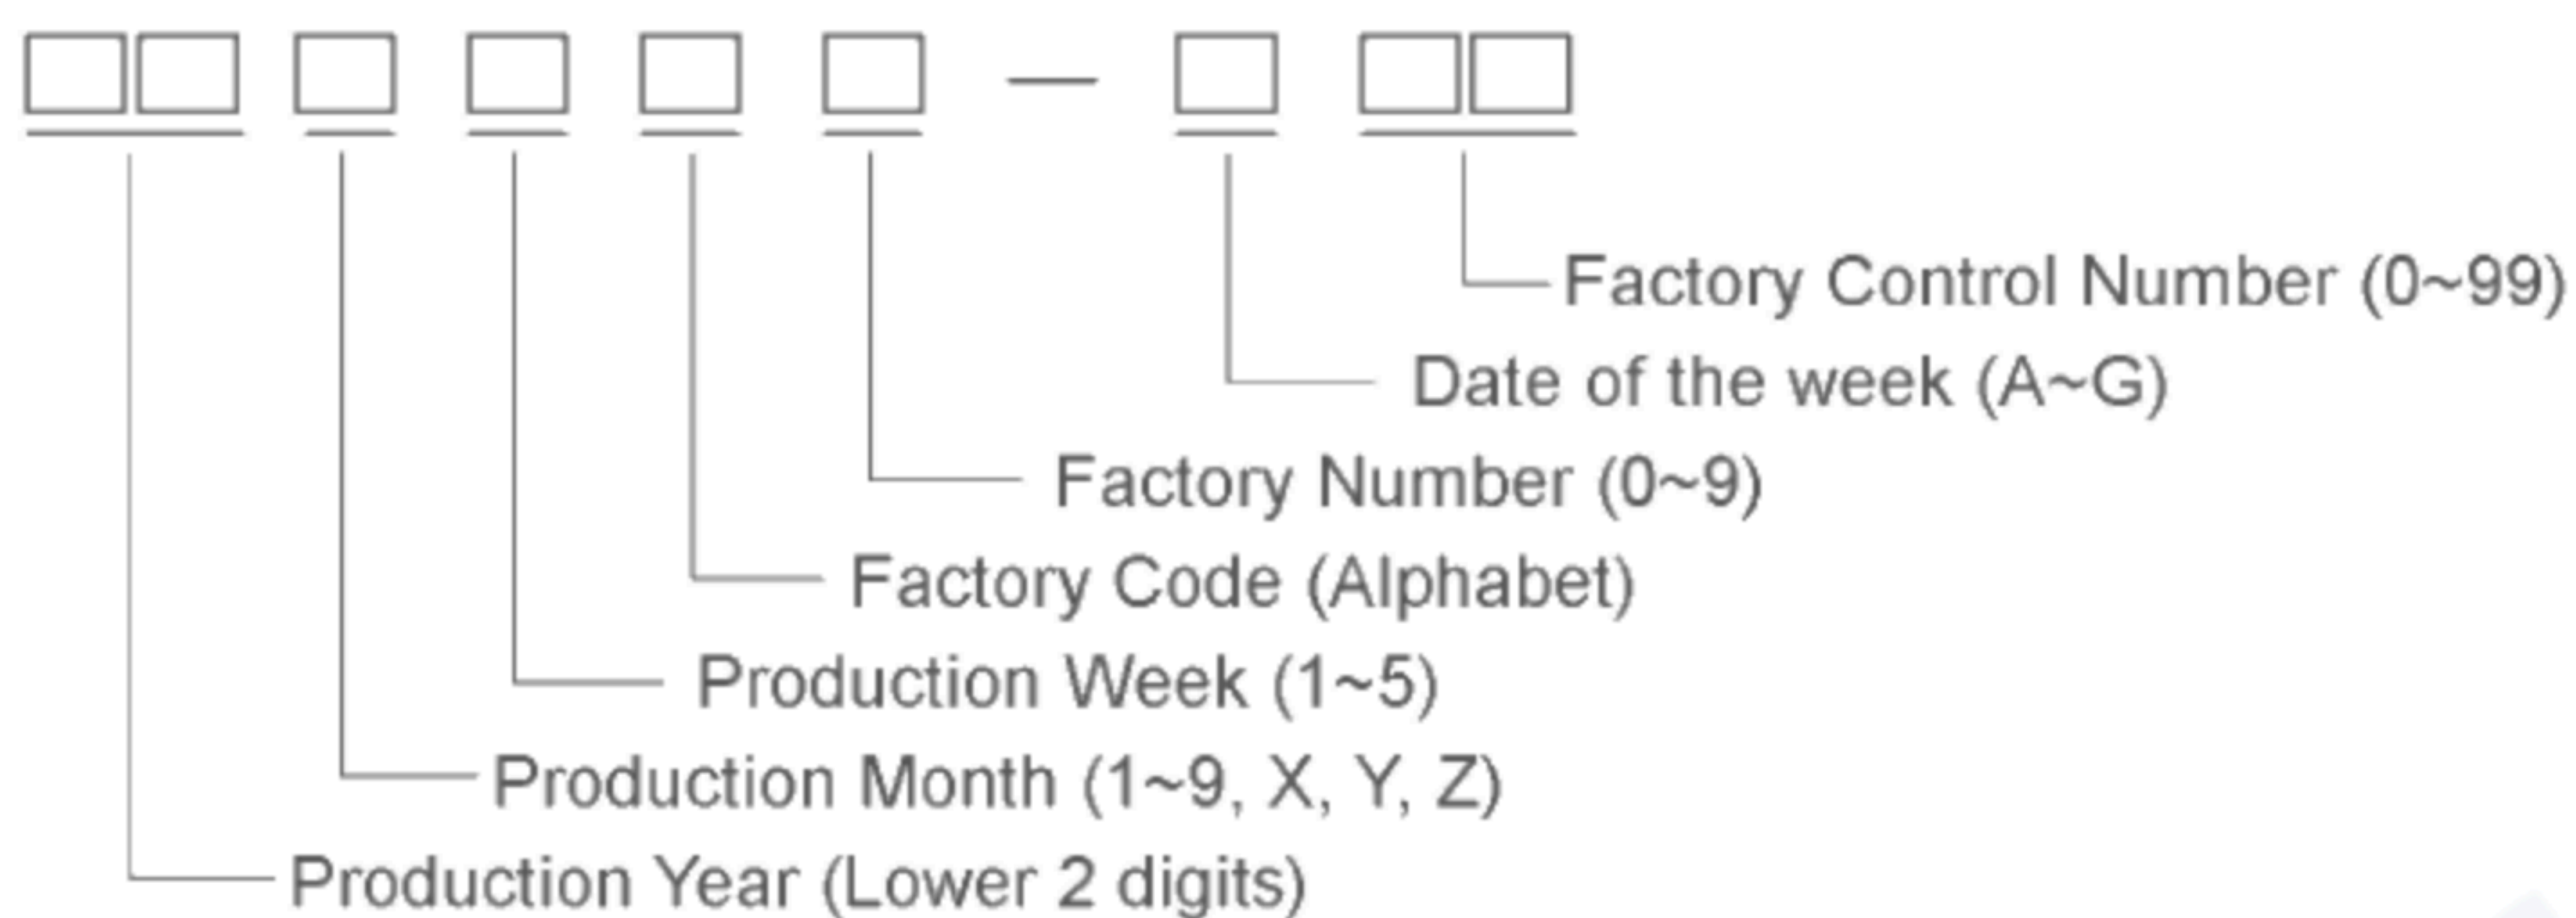 Factory Control Number (0~99)
Date of the week (A~G)
Factory Number (0~9)
Factory Code (Alphabet)
Production Week (1~5)
Production Month (1~9, X, Y, Z)
Production Year (Lower 2 digits)